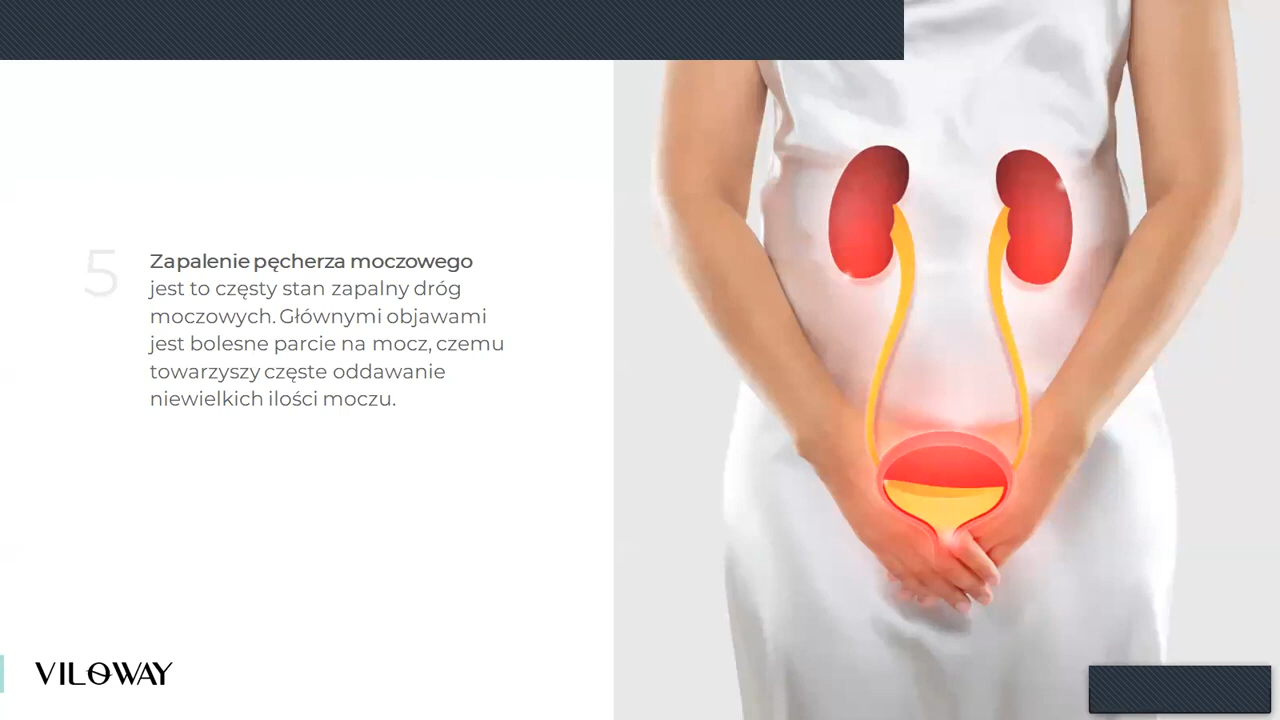 5
Zapalenie pęcherza moczowego
jest to częsty stan zapalny dróg
moczowych. Głównymi objawami
jest bolesne parcie na mocz, czemu
towarzyszy częste oddawanie
niewielkich ilości moczu.
VILOWAY